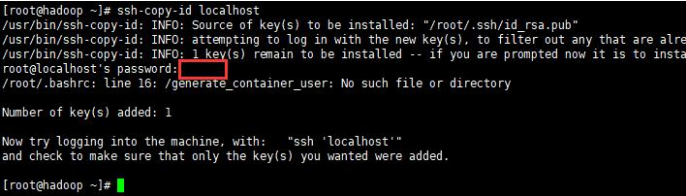 [root@hadoop ~]# ssh-copy-id localhost
/usr/bin/ssh-copy-id: INFO: Source of key(s) to be installed: "/root/.ssh/id_rsa.pub"
/usr/bin/ssh-copy-id: INFO: attempting to log in with the new key(s), to filter out any that are alre
/usr/bin/ssh-copy-id: INFO: 1 key(s) remain to be installed -- if you are prompted now it is to insta
root@localhost's password:
/root/.bashrc: line 16: /generate_container_user: No such file or directory
Number of key(s) added: 1
Now try logging into the machine, with:   "ssh 'localhost'"
and check to make sure that only the key(s) you wanted were added.
[root@hadoop ~]#